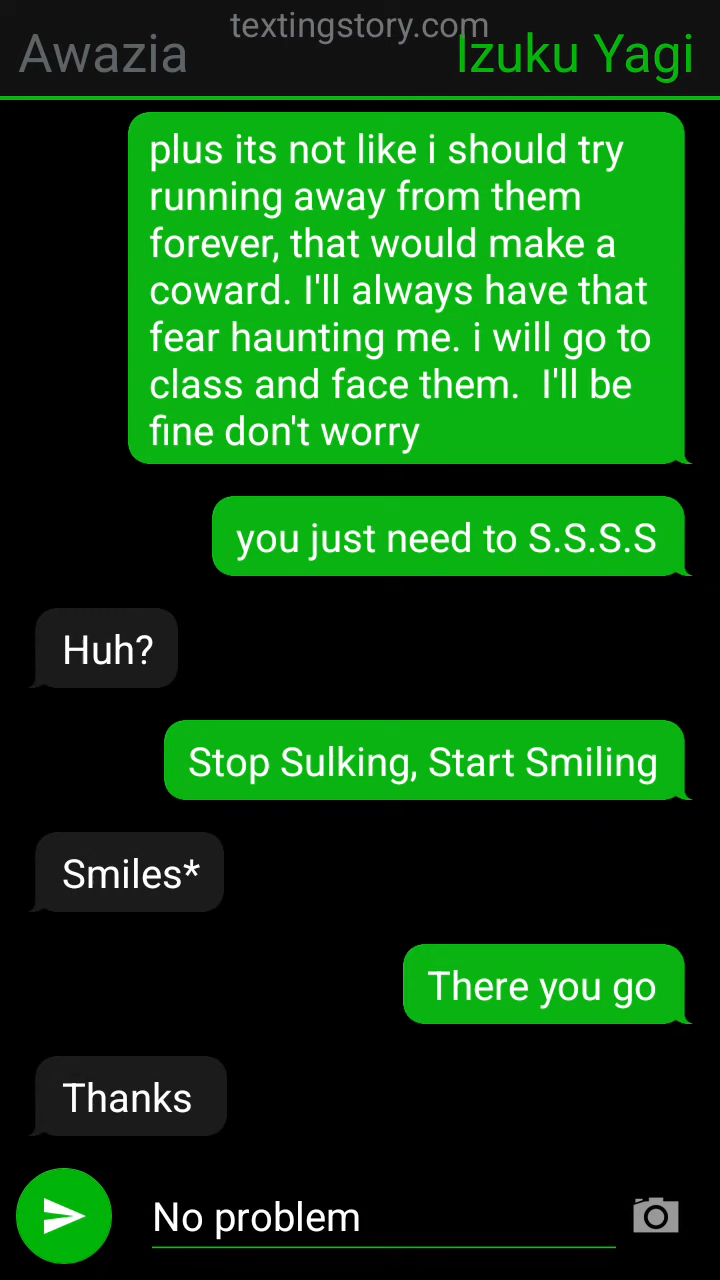 textingstory.com
Awazia
Izuku Yagi
plus its not like i should try
running away from them
forever, that would make a
coward. I'll always have that
fear haunting me. i will go to
class and face them.  I'll be
fine don't worry
you just need to S.S.S.S
Huh?
Stop Sulking, Start Smiling
Smiles*
There you go
Thanks
No problem